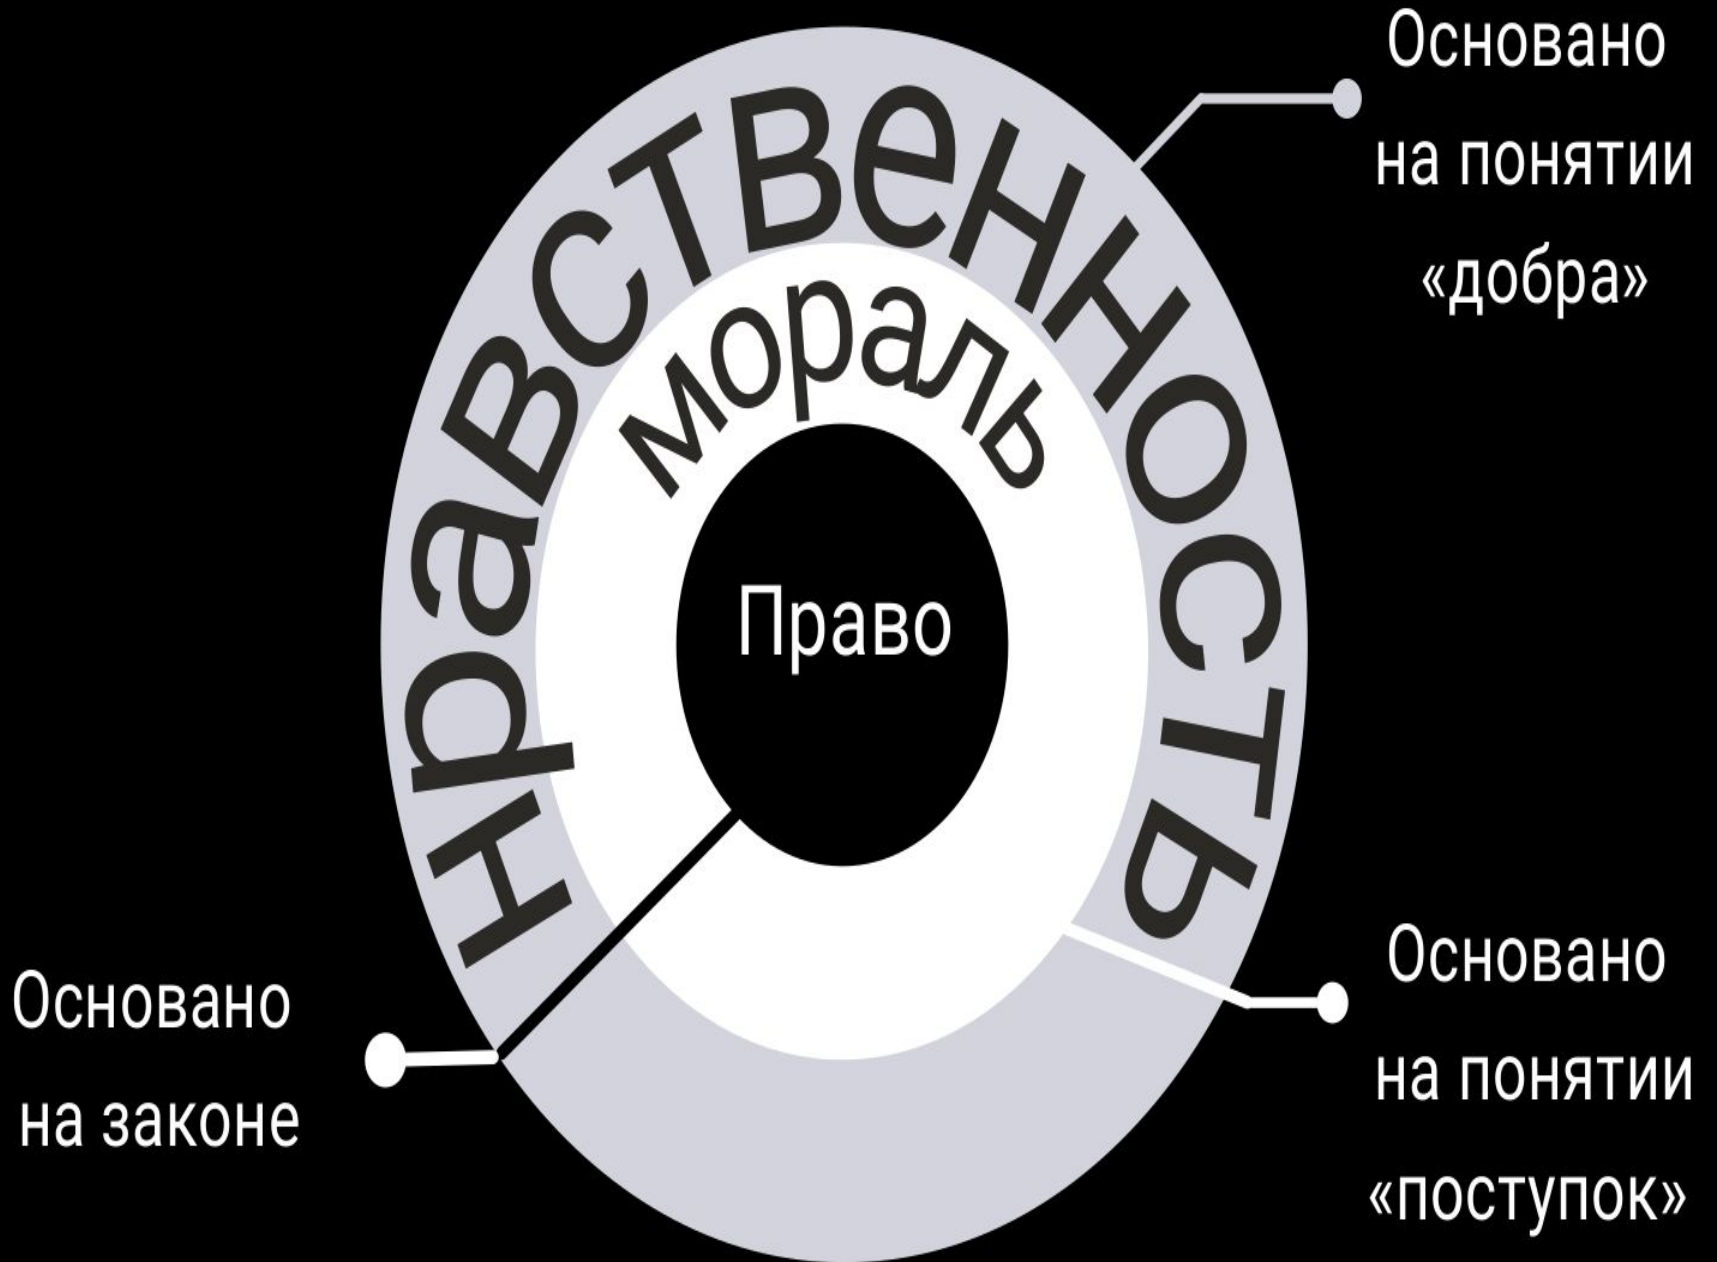 Основано
на понятии
«добра»
нравственность
мораль
Право
Основано
на законе
Основано
на понятии
«поступок»